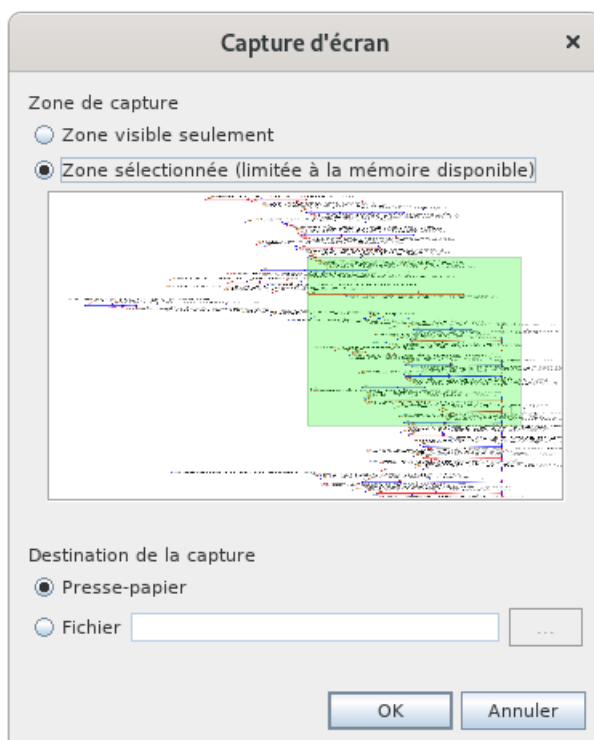 Capture d'écran
Zone de capture
Zone visible seulement
Zone sélectionnée (limitée à la mémoire disponible)
Destination de la capture
Presse-papier
Fichier
...
OK
Annuler